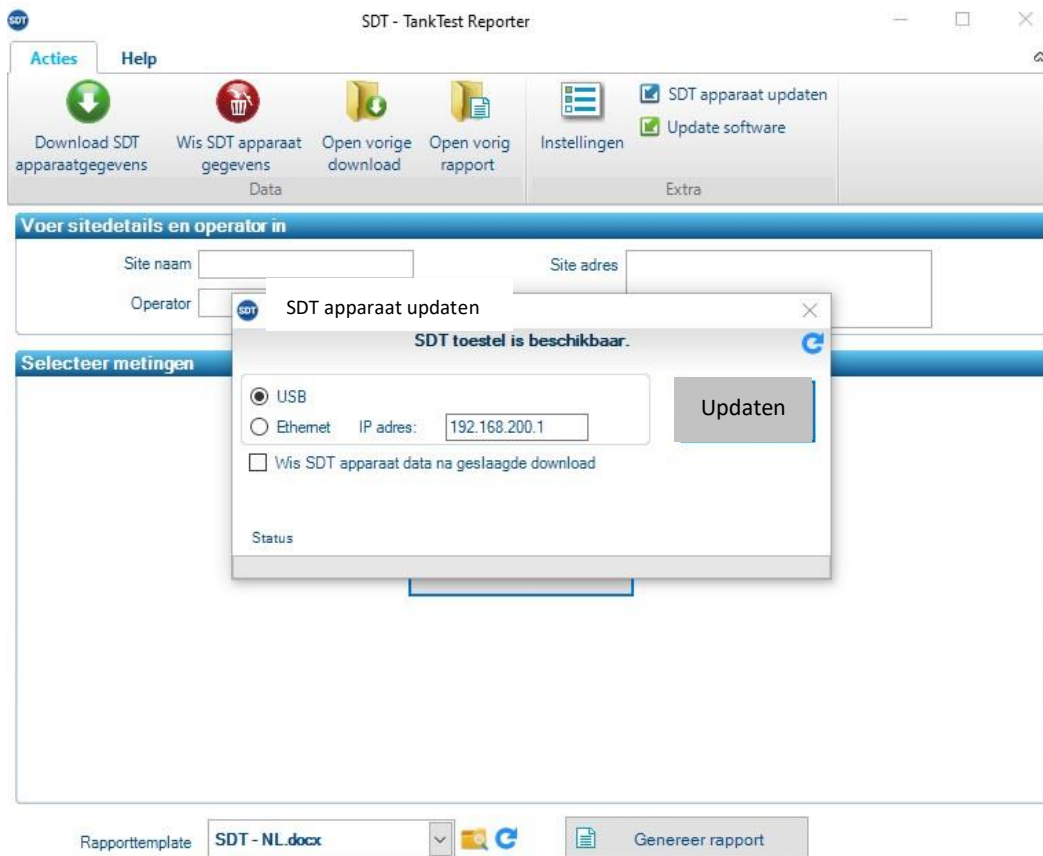 SDT
SDT - TankTest Reporter
Acties
Help
Download SDT
apparaatgegevens
Wis SDT apparaat
gegevens
Open vorige
download
Open vorig
rapport
Instellingen
SDT apparaat updaten
Update software
Data
Extra
Voer sitedetails en operator in
Site naam
Site adres
Operator
SDT
SDT apparaat updaten
SDT toestel is beschikbaar.
Selecteer metingen
USB
Ethernet
IP adres:
192.168.200.1
Updaten
Wis SDT apparaat data na geslaagde download
Status
Rapporttemplate
SDT - NL.docx
Genereer rapport